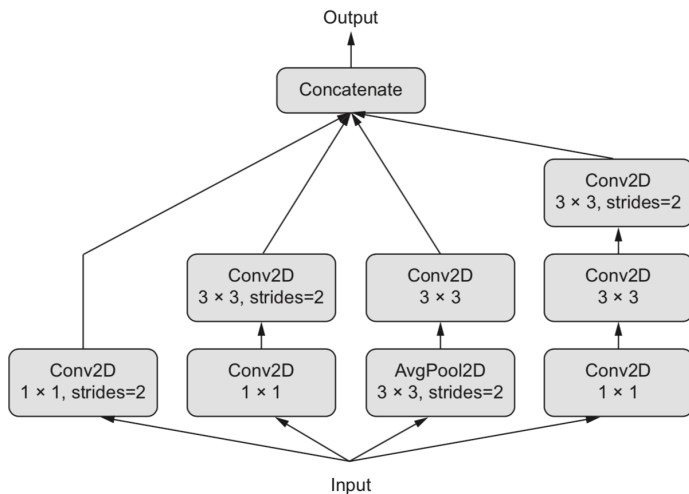 Output
Concatenate
Conv2D
3 × 3, strides=2
Conv2D
3 × 3, strides=2
Conv2D
3 × 3
Conv2D
3 × 3
Conv2D
1 × 1, strides=2
Conv2D
1 × 1
AvgPool2D
3 × 3, strides=2
Conv2D
1 × 1
Input